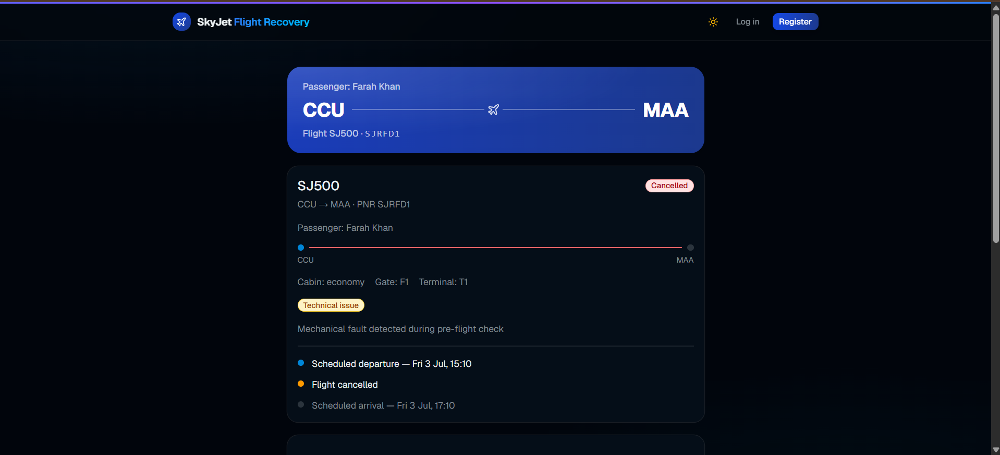 SkyJet Flight Recovery
Log in
Register
Passenger: Farah Khan
CCU MAA
Flight SJ500 · SJRFD1
SJ500
Cancelled
CCU → MAA · PNR SJRFD1
Passenger: Farah Khan
CCU MAA
Cabin: economy Gate: F1 Terminal: T1
Technical issue
Mechanical fault detected during pre-flight check
Scheduled departure — Fri 3 Jul, 15:10
Flight cancelled
Scheduled arrival — Fri 3 Jul, 17:10